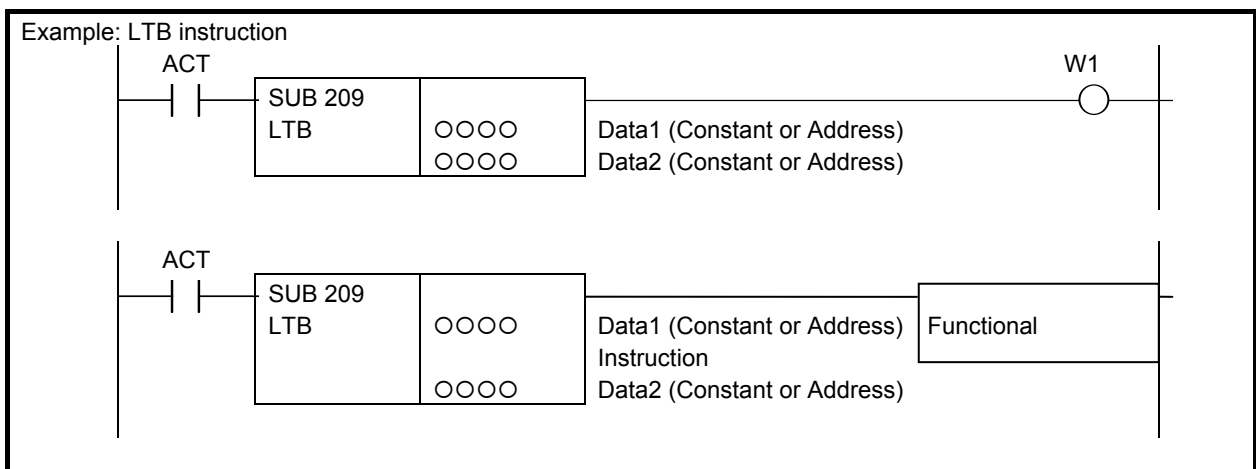 Example: LTB instruction
ACT W1
SUB 209
LTB ○○○○ Data1 (Constant or Address)
○○○○ Data2 (Constant or Address)
ACT
SUB 209
LTB ○○○○ Data1 (Constant or Address) Functional
Instruction
○○○○ Data2 (Constant or Address)